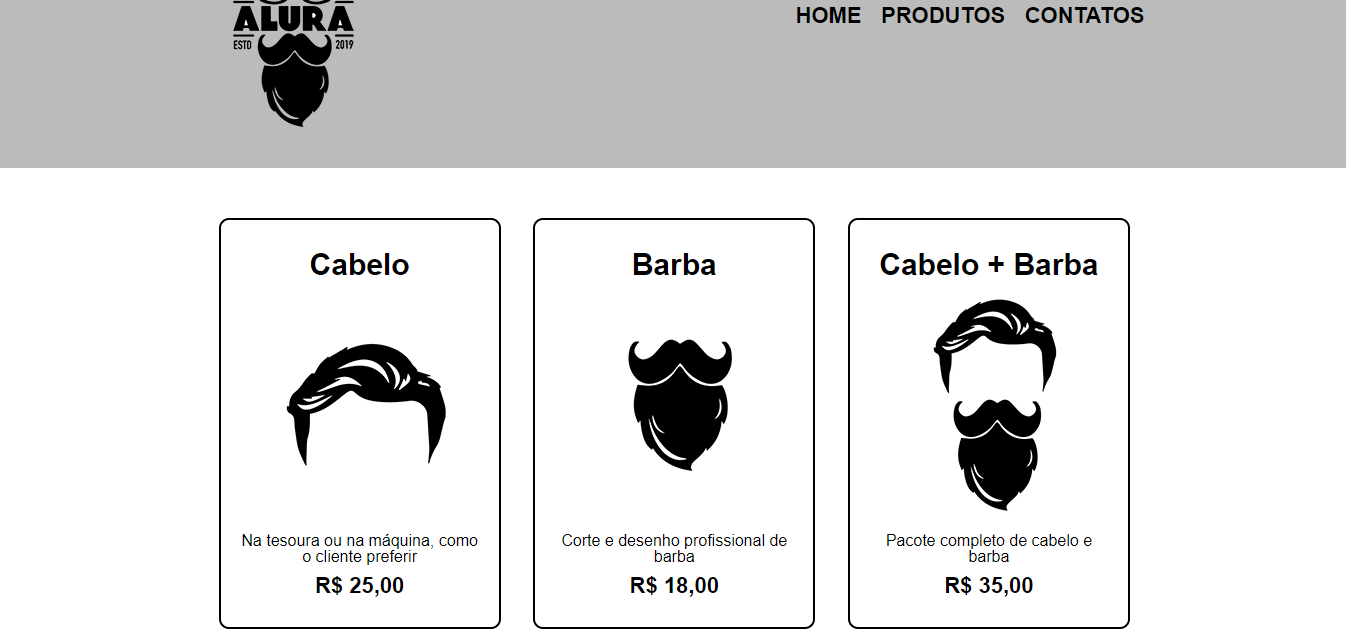 ALURA
ESTD 2019
HOME PRODUTOS CONTATOS
Cabelo
Na tesoura ou na máquina, como
o cliente preferir
R$ 25,00
Barba
Corte e desenho profissional de
barba
R$ 18,00
Cabelo + Barba
Pacote completo de cabelo e
barba
R$ 35,00